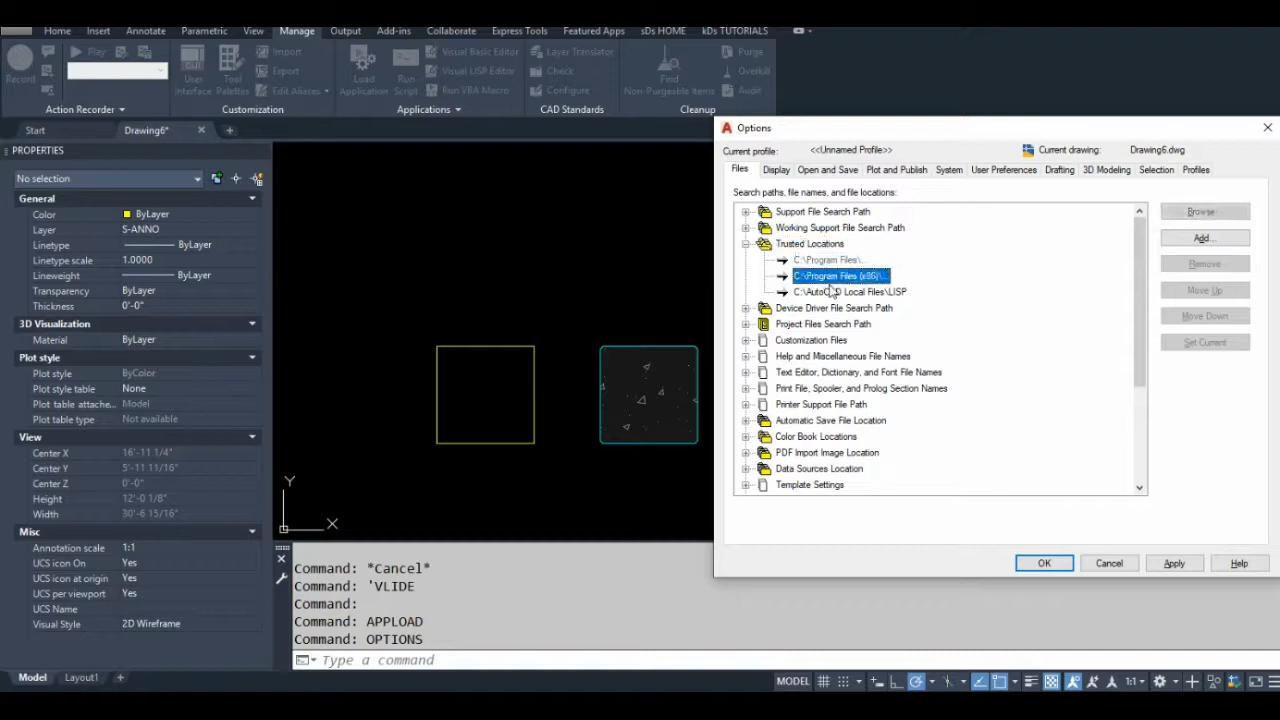 Home Insert Annotate Parametric View Manage Output Add-ins Collaborate Express Tools Featured Apps sDs HOME kDs TUTORIALS
Record Play
User Interface Tool Palettes Import Export Edit Aliases
Load Application Run Script Visual Basic Editor Visual LISP Editor Run VBA Macro
Layer Translator Check Configure
Find Non-Purgeable Items Purge Overkill Audit
Action Recorder Customization Applications CAD Standards Cleanup
Start Drawing6*
PROPERTIES
No selection
General
Color ByLayer
Layer S-ANNO
Linetype ByLayer
Linetype scale 1.0000
Lineweight ByLayer
Transparency ByLayer
Thickness 0'-0"
3D Visualization
Material ByLayer
Plot style
Plot style ByColor
Plot style table None
Plot table attache... Model
Plot table type Not available
View
Center X 16'-11 1/4"
Center Y 5'-11 11/16"
Center Z 0'-0"
Height 12'-0 1/8"
Width 30'-6 15/16"
Misc
Annotation scale 1:1
UCS icon On Yes
UCS icon at origin Yes
UCS per viewport Yes
UCS Name
Visual Style 2D Wireframe
Y
X
Command: *Cancel*
Command: 'VLIDE
Command:
Command: APPLOAD
Command: OPTIONS
Type a command
A Options
Current profile: <<Unnamed Profile>> Current drawing: Drawing6.dwg
Files Display Open and Save Plot and Publish System User Preferences Drafting 3D Modeling Selection Profiles
Search paths, file names, and file locations:
Support File Search Path
Working Support File Search Path
Trusted Locations
C:\Program Files\...
C:\Program Files (x86)\...
C:\AutoCAD Local Files\LISP
Device Driver File Search Path
Project Files Search Path
Customization Files
Help and Miscellaneous File Names
Text Editor, Dictionary, and Font File Names
Print File, Spooler, and Prolog Section Names
Printer Support File Path
Automatic Save File Location
Color Book Locations
PDF Import Image Location
Data Sources Location
Template Settings
Browse
Add...
Remove
Move Up
Move Down
Set Current
OK Cancel Apply Help
Model Layout1
MODEL 1:1